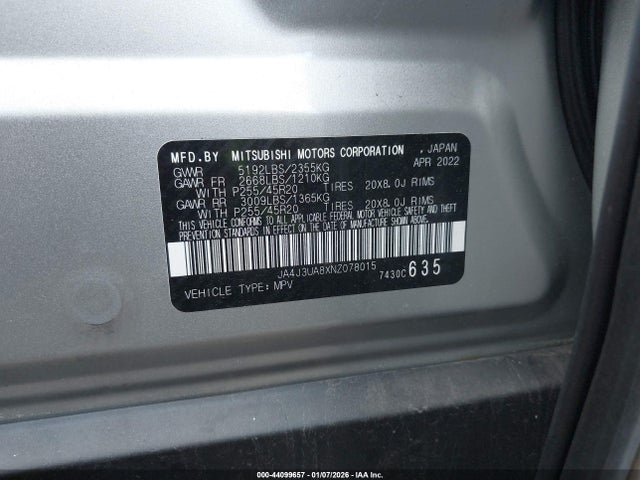 MFD.BY MITSUBISHI MOTORS CORPORATION , JAPAN
GVWR 5192LBS/2355KG APR 2022
GAWR FR 2668LBS/1210KG
WITH P255/45R20 TIRES 20X8.0J RIMS
GAWR RR 3009LBS/1365KG
WITH P255/45R20 TIRES 20X8.0J RIMS
THIS VEHICLE CONFORMS TO ALL APPLICABLE FEDERAL MOTOR VEHICLE SAFETY AND THEFT
PREVENTION STANDARDS IN EFFECT ON THE DATE OF MANUFACTURE SHOWN ABOVE.
JA4J3UA8XNZ078015 7430C 635
VEHICLE TYPE: MPV
000-44099657 - 01/07/2026 - IAA Inc.